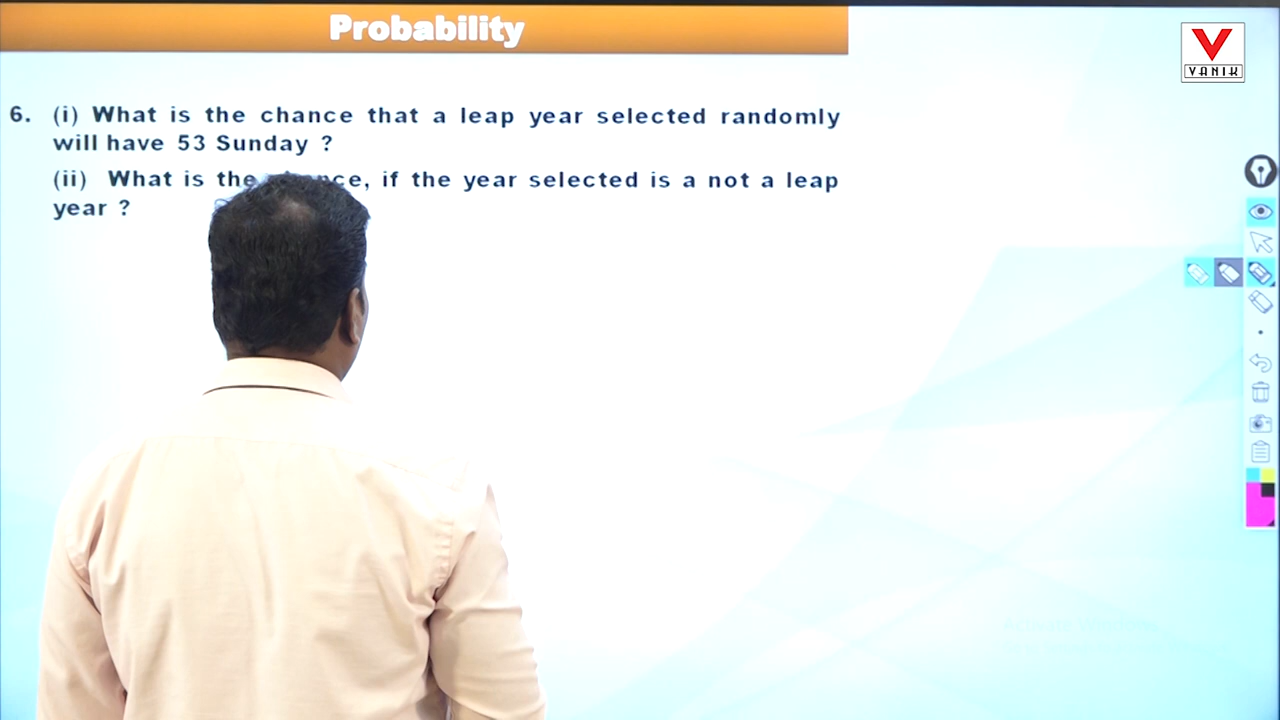 Probability
VANIK
6. (i) What is the chance that a leap year selected randomly
will have 53 Sunday ?
(ii) What is the if the year selected is a not a leap
year ?